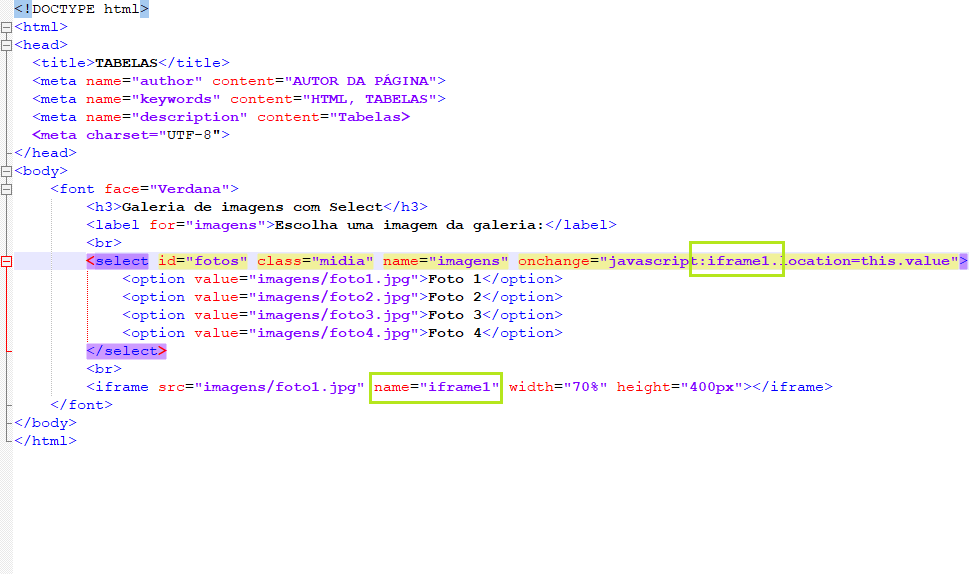 <!DOCTYPE html>
<html>
<head>
<title>TABELAS</title>
<meta name="author" content="AUTOR DA PÁGINA">
<meta name="keywords" content="HTML, TABELAS">
<meta name="description" content="Tabelas>
<meta charset="UTF-8">
</head>
<body>
<font face="Verdana">
<h3>Galeria de imagens com Select</h3>
<label for="imagens">Escolha uma imagem da galeria:</label>
<br>
<select id="fotos" class="midia" name="imagens" onchange="javascript:iframe1.location=this.value">
<option value="imagens/foto1.jpg">Foto 1</option>
<option value="imagens/foto2.jpg">Foto 2</option>
<option value="imagens/foto3.jpg">Foto 3</option>
<option value="imagens/foto4.jpg">Foto 4</option>
</select>
<br>
<iframe src="imagens/foto1.jpg" name="iframe1" width="70%" height="400px"></iframe>
</font>
</body>
</html>